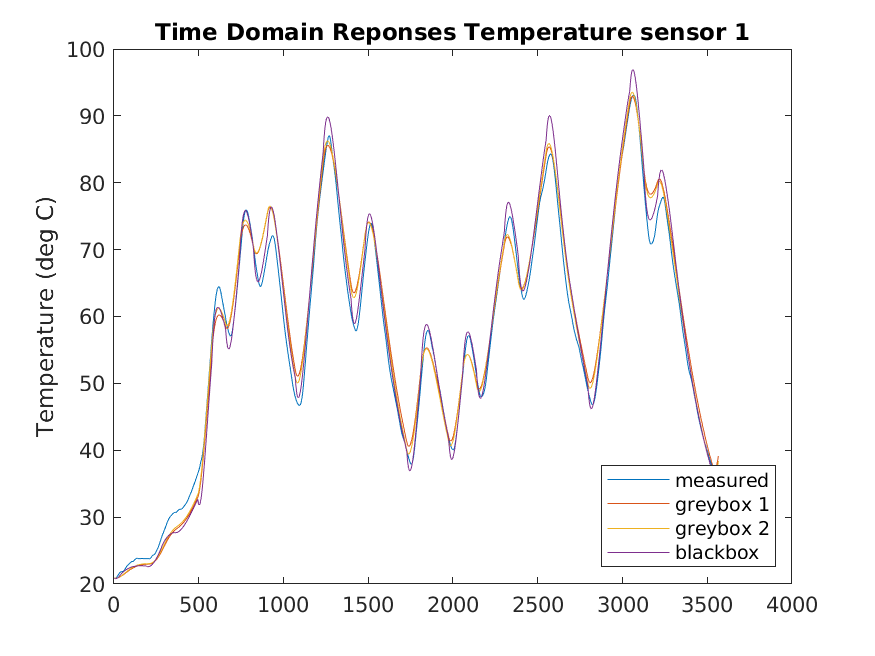 Time Domain Reponses Temperature sensor 1
Temperature (deg C)
100
90
80
70
60
50
40
30
20
0 500 1000 1500 2000 2500 3000 3500 4000
measured
greybox 1
greybox 2
blackbox